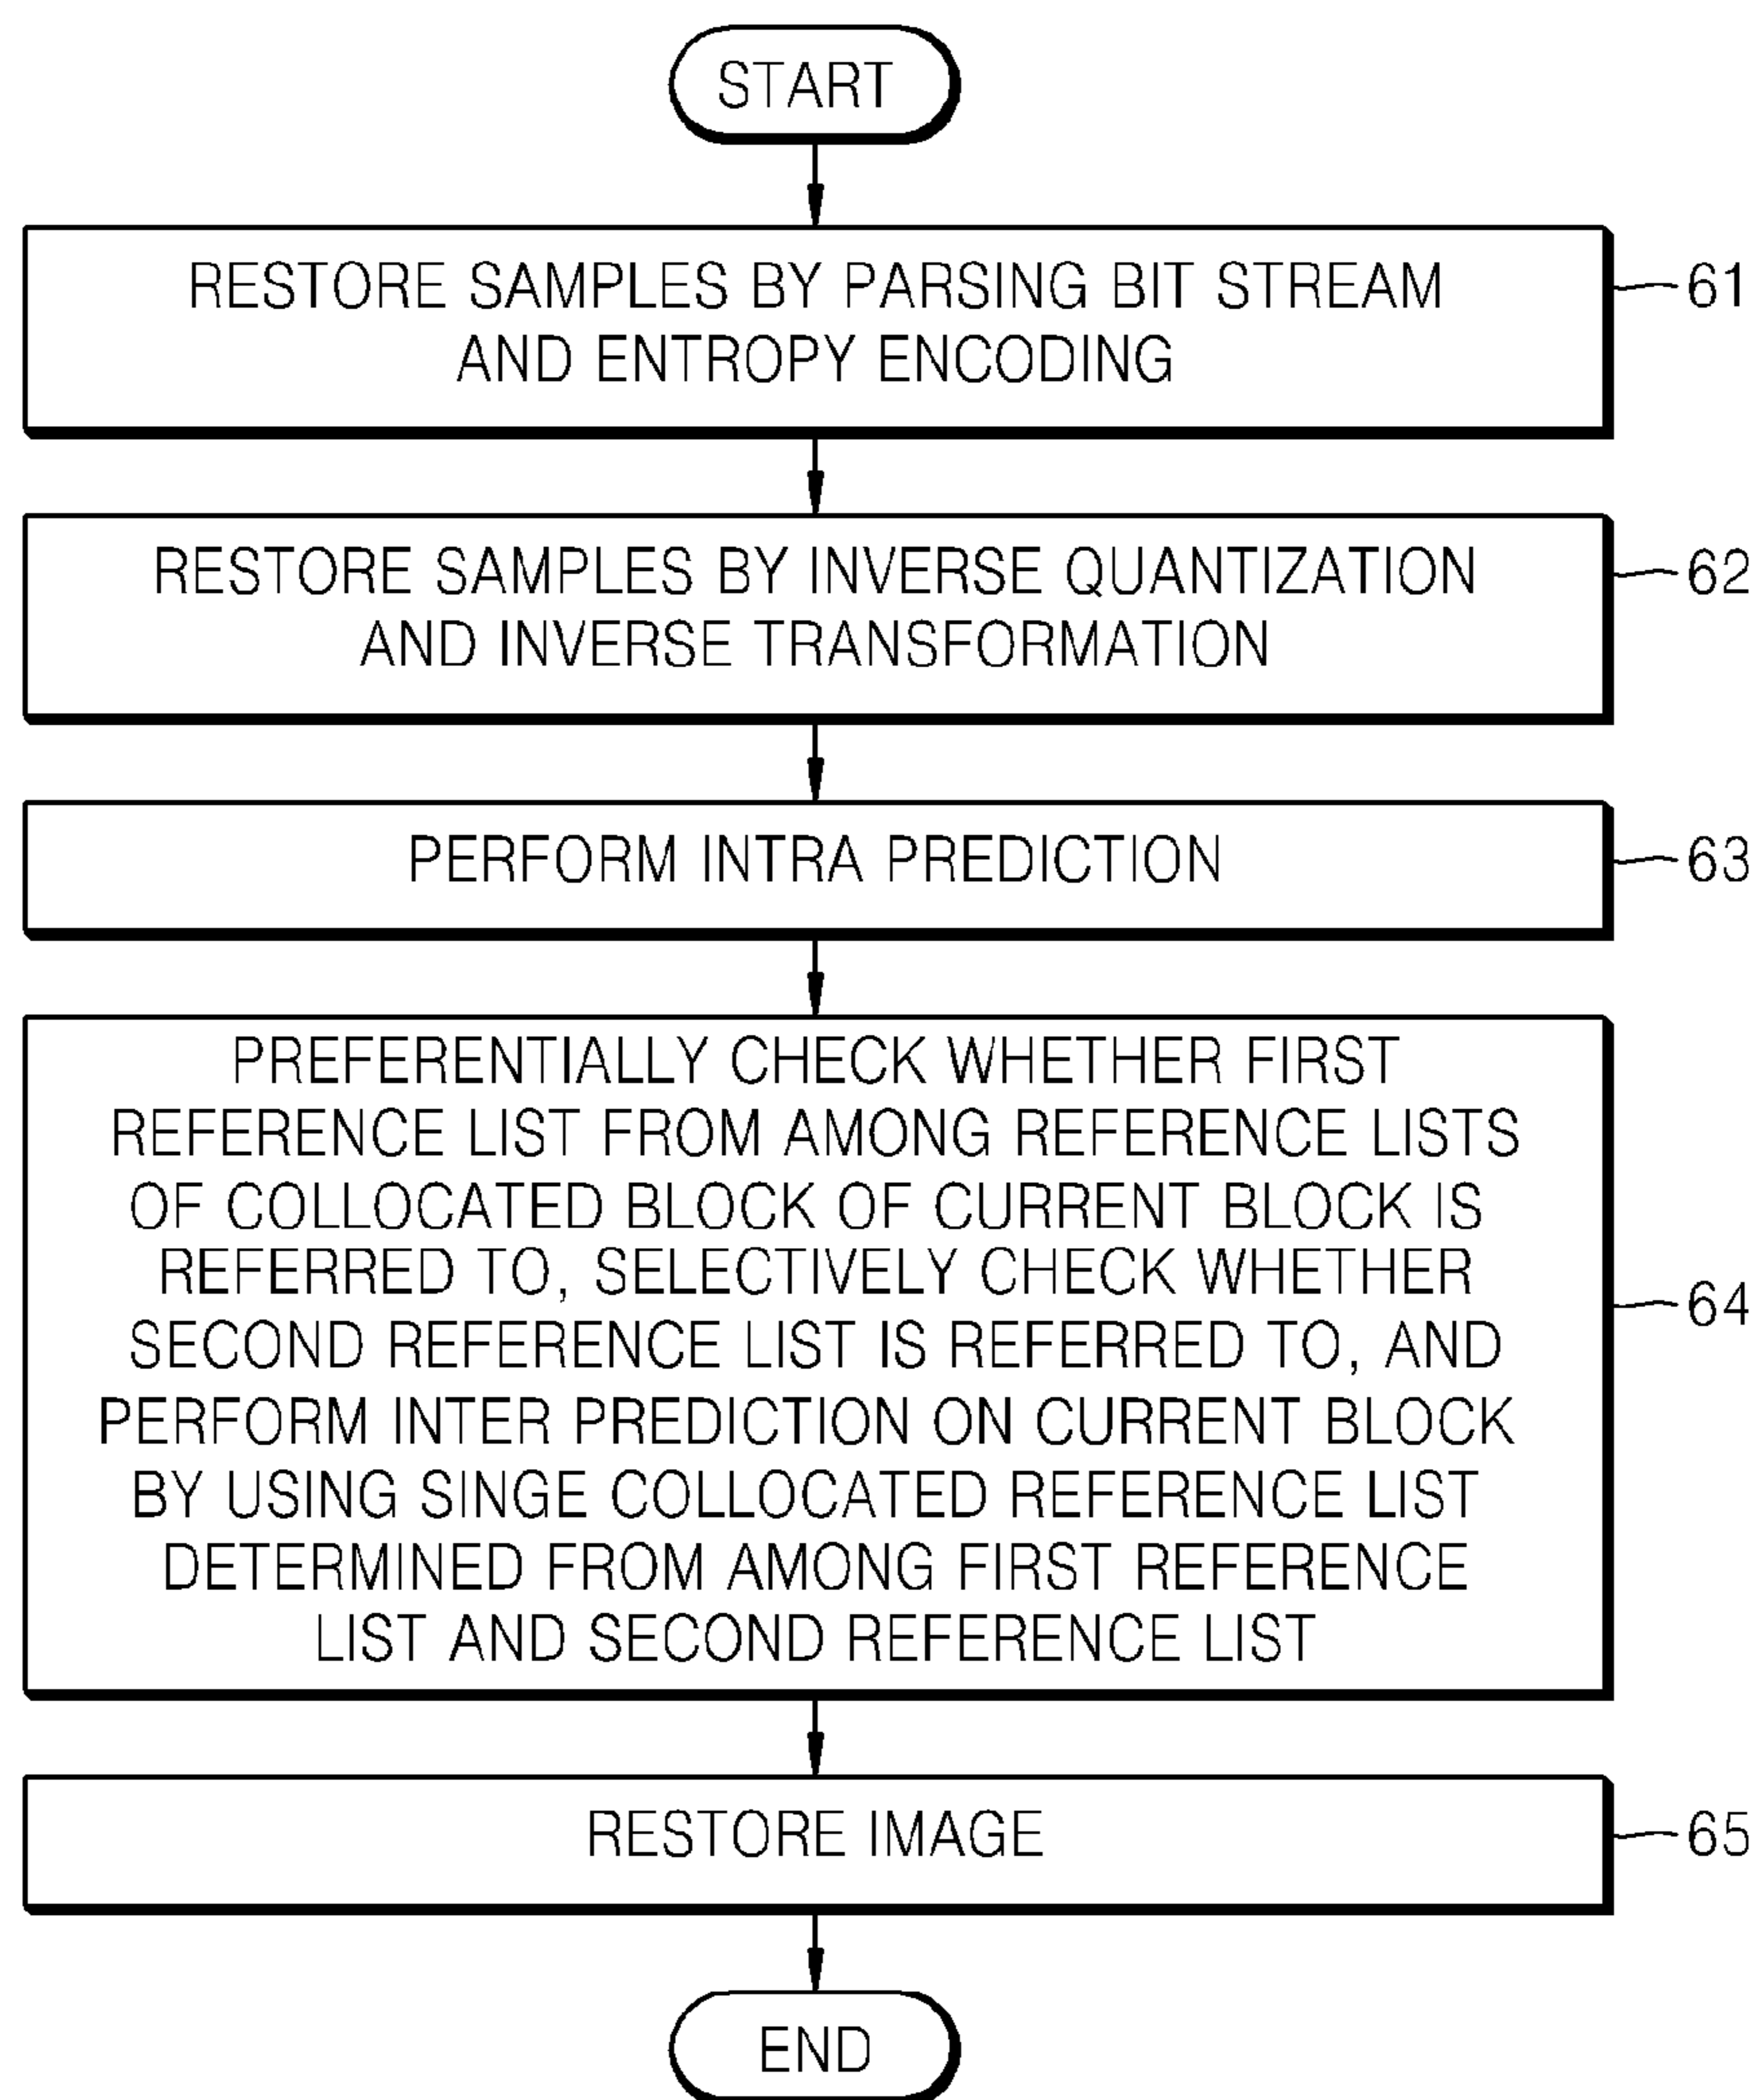 START
RESTORE SAMPLES BY PARSING BIT STREAM
AND ENTROPY ENCODING
61
RESTORE SAMPLES BY INVERSE QUANTIZATION
AND INVERSE TRANSFORMATION
62
PERFORM INTRA PREDICTION
63
PREFERENTIALLY CHECK WHETHER FIRST
REFERENCE LIST FROM AMONG REFERENCE LISTS
OF COLLOCATED BLOCK OF CURRENT BLOCK IS
REFERRED TO, SELECTIVELY CHECK WHETHER
SECOND REFERENCE LIST IS REFERRED TO, AND
PERFORM INTER PREDICTION ON CURRENT BLOCK
BY USING SINGE COLLOCATED REFERENCE LIST
DETERMINED FROM AMONG FIRST REFERENCE
LIST AND SECOND REFERENCE LIST
64
RESTORE IMAGE
65
END